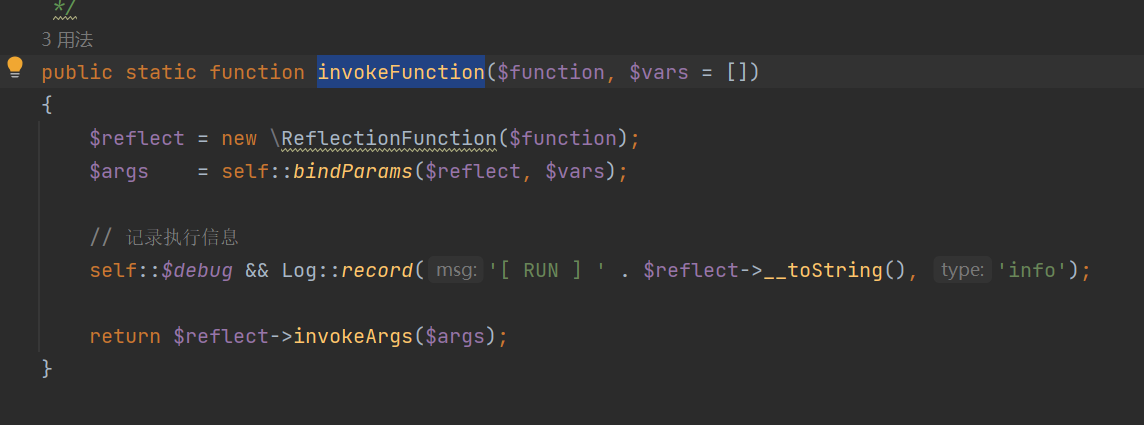 */
3 用法
public static function invokeFunction($function, $vars = [])
{
$reflect = new \ReflectionFunction($function);
$args    = self::bindParams($reflect, $vars);
// 记录执行信息
self::$debug && Log::record( msg: '[ RUN ] ' . $reflect->__toString(), type: 'info');
return $reflect->invokeArgs($args);
}